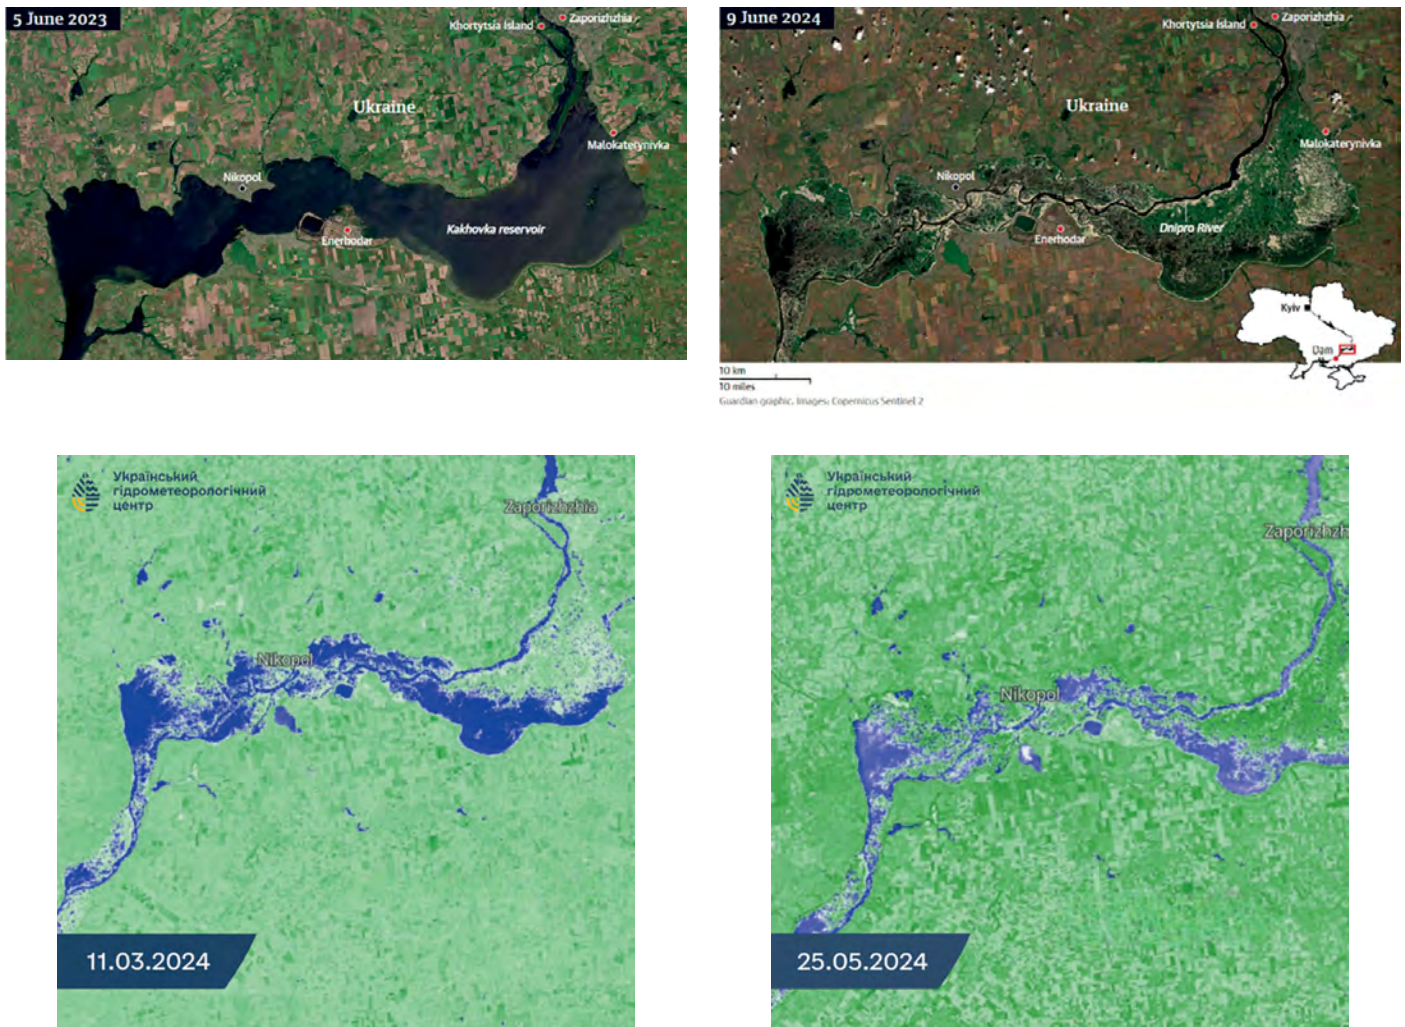 5 June 2023
Khortytsia Island
Zaporizhzhia
Ukraine
Malokaterynivka
Nikopol
Kakhovka reservoir
Enerhodar
9 June 2024
Khortytsia Island
Zaporizhzhia
Ukraine
Malokaterynivka
Nikopol
Dnipro River
Enerhodar
Kyiv
Dam
10 km
10 miles
Guardian graphic. Images: Copernicus Sentinel 2
Український
гідрометеорологічний
центр
Zaporizhzhia
Nikopol
11.03.2024
Український
гідрометеорологічний
центр
Zaporizhzh
Nikopol
25.05.2024